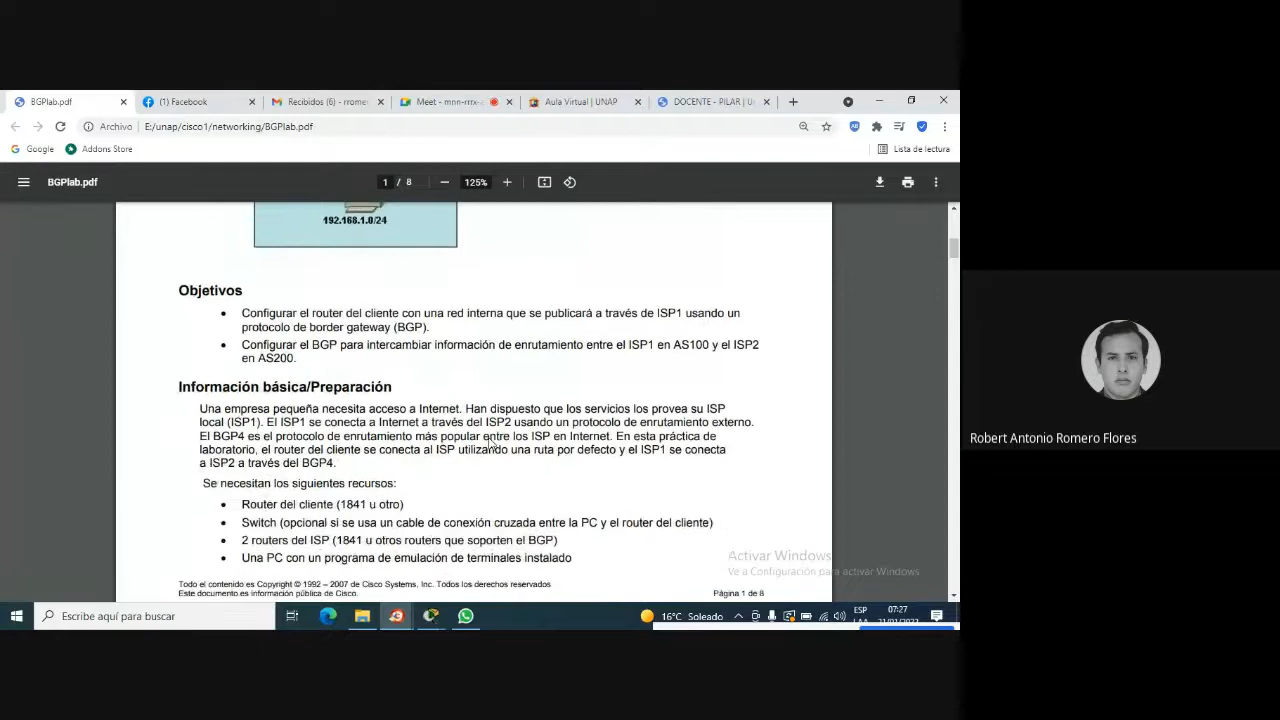 BGPlab.pdf
(1) Facebook
Recibidos (6) - rrome
Meet - mnn-rrrx-
Aula Virtual | UNAP
DOCENTE - PILAR | U
Archivo
E:/unap/cisco1/networking/BGPlab.pdf
Google
Addons Store
Lista de lectura
BGPlab.pdf
1 / 8
125%
192.168.1.0/24
Objetivos
Configurar el router del cliente con una red interna que se publicará a través de ISP1 usando un
protocolo de border gateway (BGP).
Configurar el BGP para intercambiar información de enrutamiento entre el ISP1 en AS100 y el ISP2
en AS200.
Información básica/Preparación
Una empresa pequeña necesita acceso a Internet. Han dispuesto que los servicios los provea su ISP
local (ISP1). El ISP1 se conecta a Internet a través del ISP2 usando un protocolo de enrutamiento externo.
El BGP4 es el protocolo de enrutamiento más popular entre los ISP en Internet. En esta práctica de
laboratorio, el router del cliente se conecta al ISP utilizando una ruta por defecto y el ISP1 se conecta
a ISP2 a través del BGP4.
Se necesitan los siguientes recursos:
Router del cliente (1841 u otro)
Switch (opcional si se usa un cable de conexión cruzada entre la PC y el router del cliente)
2 routers del ISP (1841 u otros routers que soporten el BGP)
Una PC con un programa de emulación de terminales instalado
Todo el contenido es Copyright © 1992 – 2007 de Cisco Systems, Inc. Todos los derechos reservados
Este documento es información pública de Cisco.
Página 1 de 8
Activar Windows
Ve a Configuración para activar Windows
Escribe aquí para buscar
16°C Soleado
ESP
LAA
07:27
21/01/2022
Robert Antonio Romero Flores